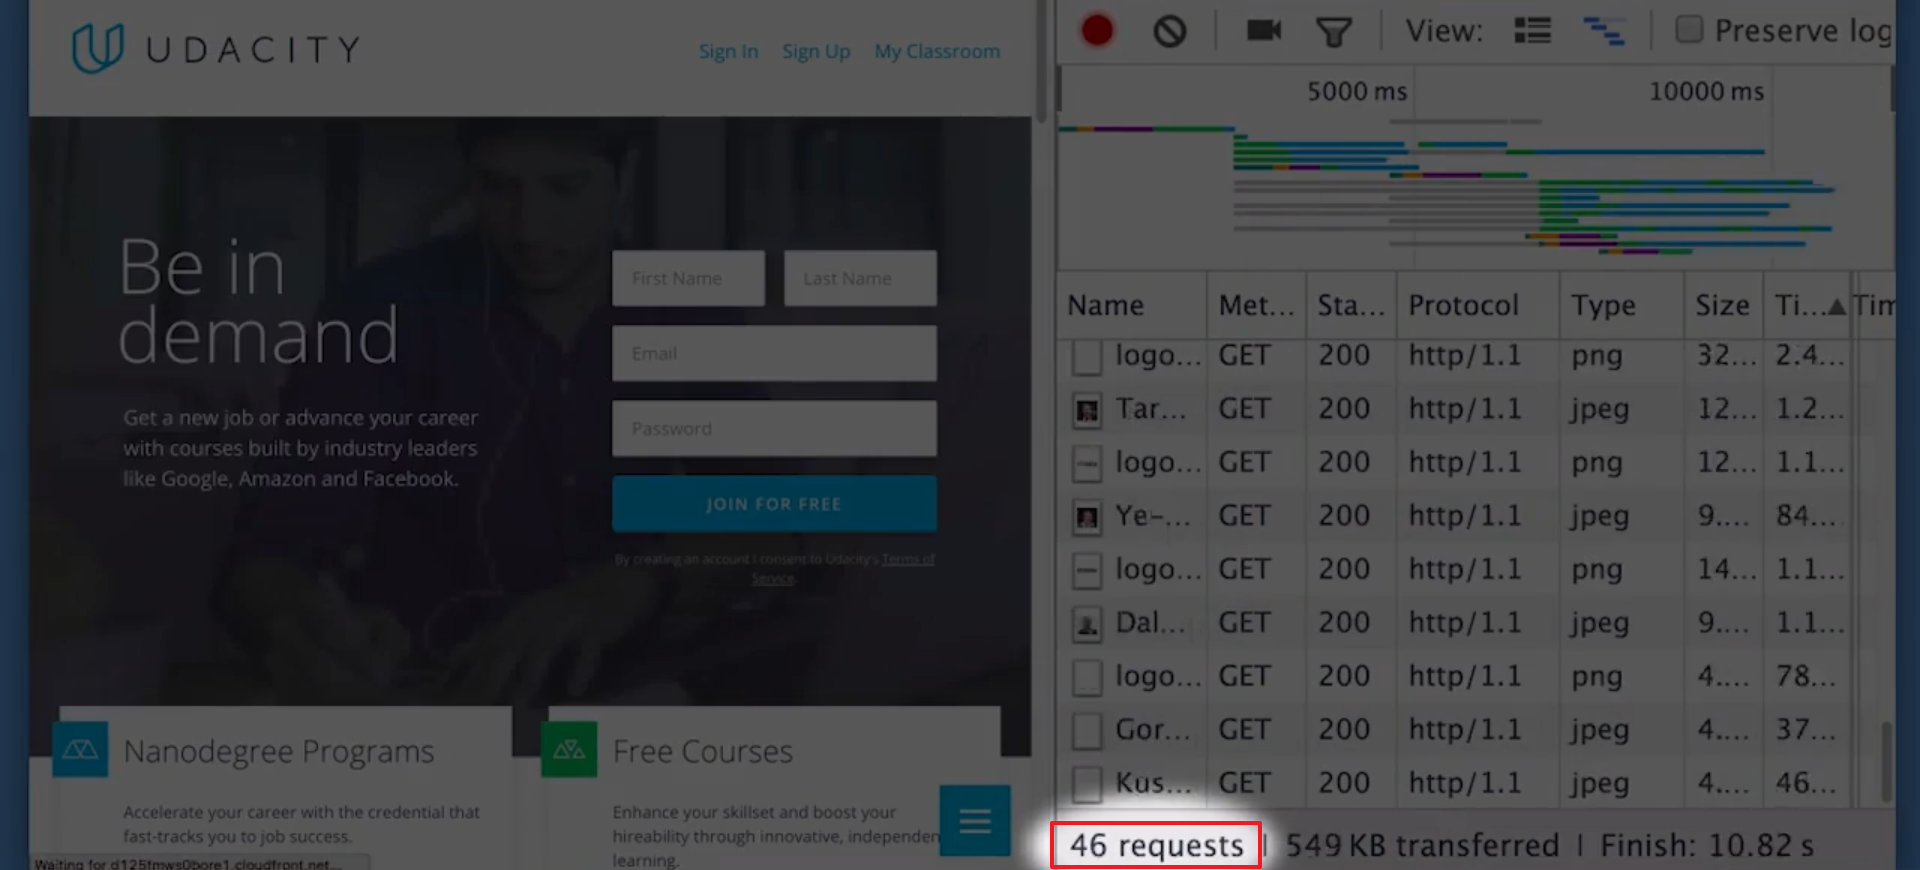 UDACITY
Sign In Sign Up My Classroom
Be in
demand
Get a new job or advance your career
with courses built by industry leaders
like Google, Amazon and Facebook.
First Name Last Name
Email
Password
JOIN FOR FREE
By creating an account I consent to Udacity's Terms of
Service.
Nanodegree Programs
Accelerate your career with the credential that
fast-tracks you to job success.
Free Courses
Enhance your skillset and boost your
hireability through innovative, independen
learning.
Waiting for d125fmws0bore1.cloudfront.net...
View: Preserve log
5000 ms 10000 ms
Name Met... Sta... Protocol Type Size Ti... Tim
logo... GET 200 http/1.1 png 32... 2.4...
Tar... GET 200 http/1.1 jpeg 12... 1.2...
logo... GET 200 http/1.1 png 12... 1.1...
Ye-... GET 200 http/1.1 jpeg 9.... 84...
logo... GET 200 http/1.1 png 14... 1.1...
Dal... GET 200 http/1.1 jpeg 9.... 1.1...
logo... GET 200 http/1.1 png 4.... 78...
Gor... GET 200 http/1.1 jpeg 4.... 37...
Kus... GET 200 http/1.1 jpeg 4.... 46...
46 requests | 549 KB transferred | Finish: 10.82 s